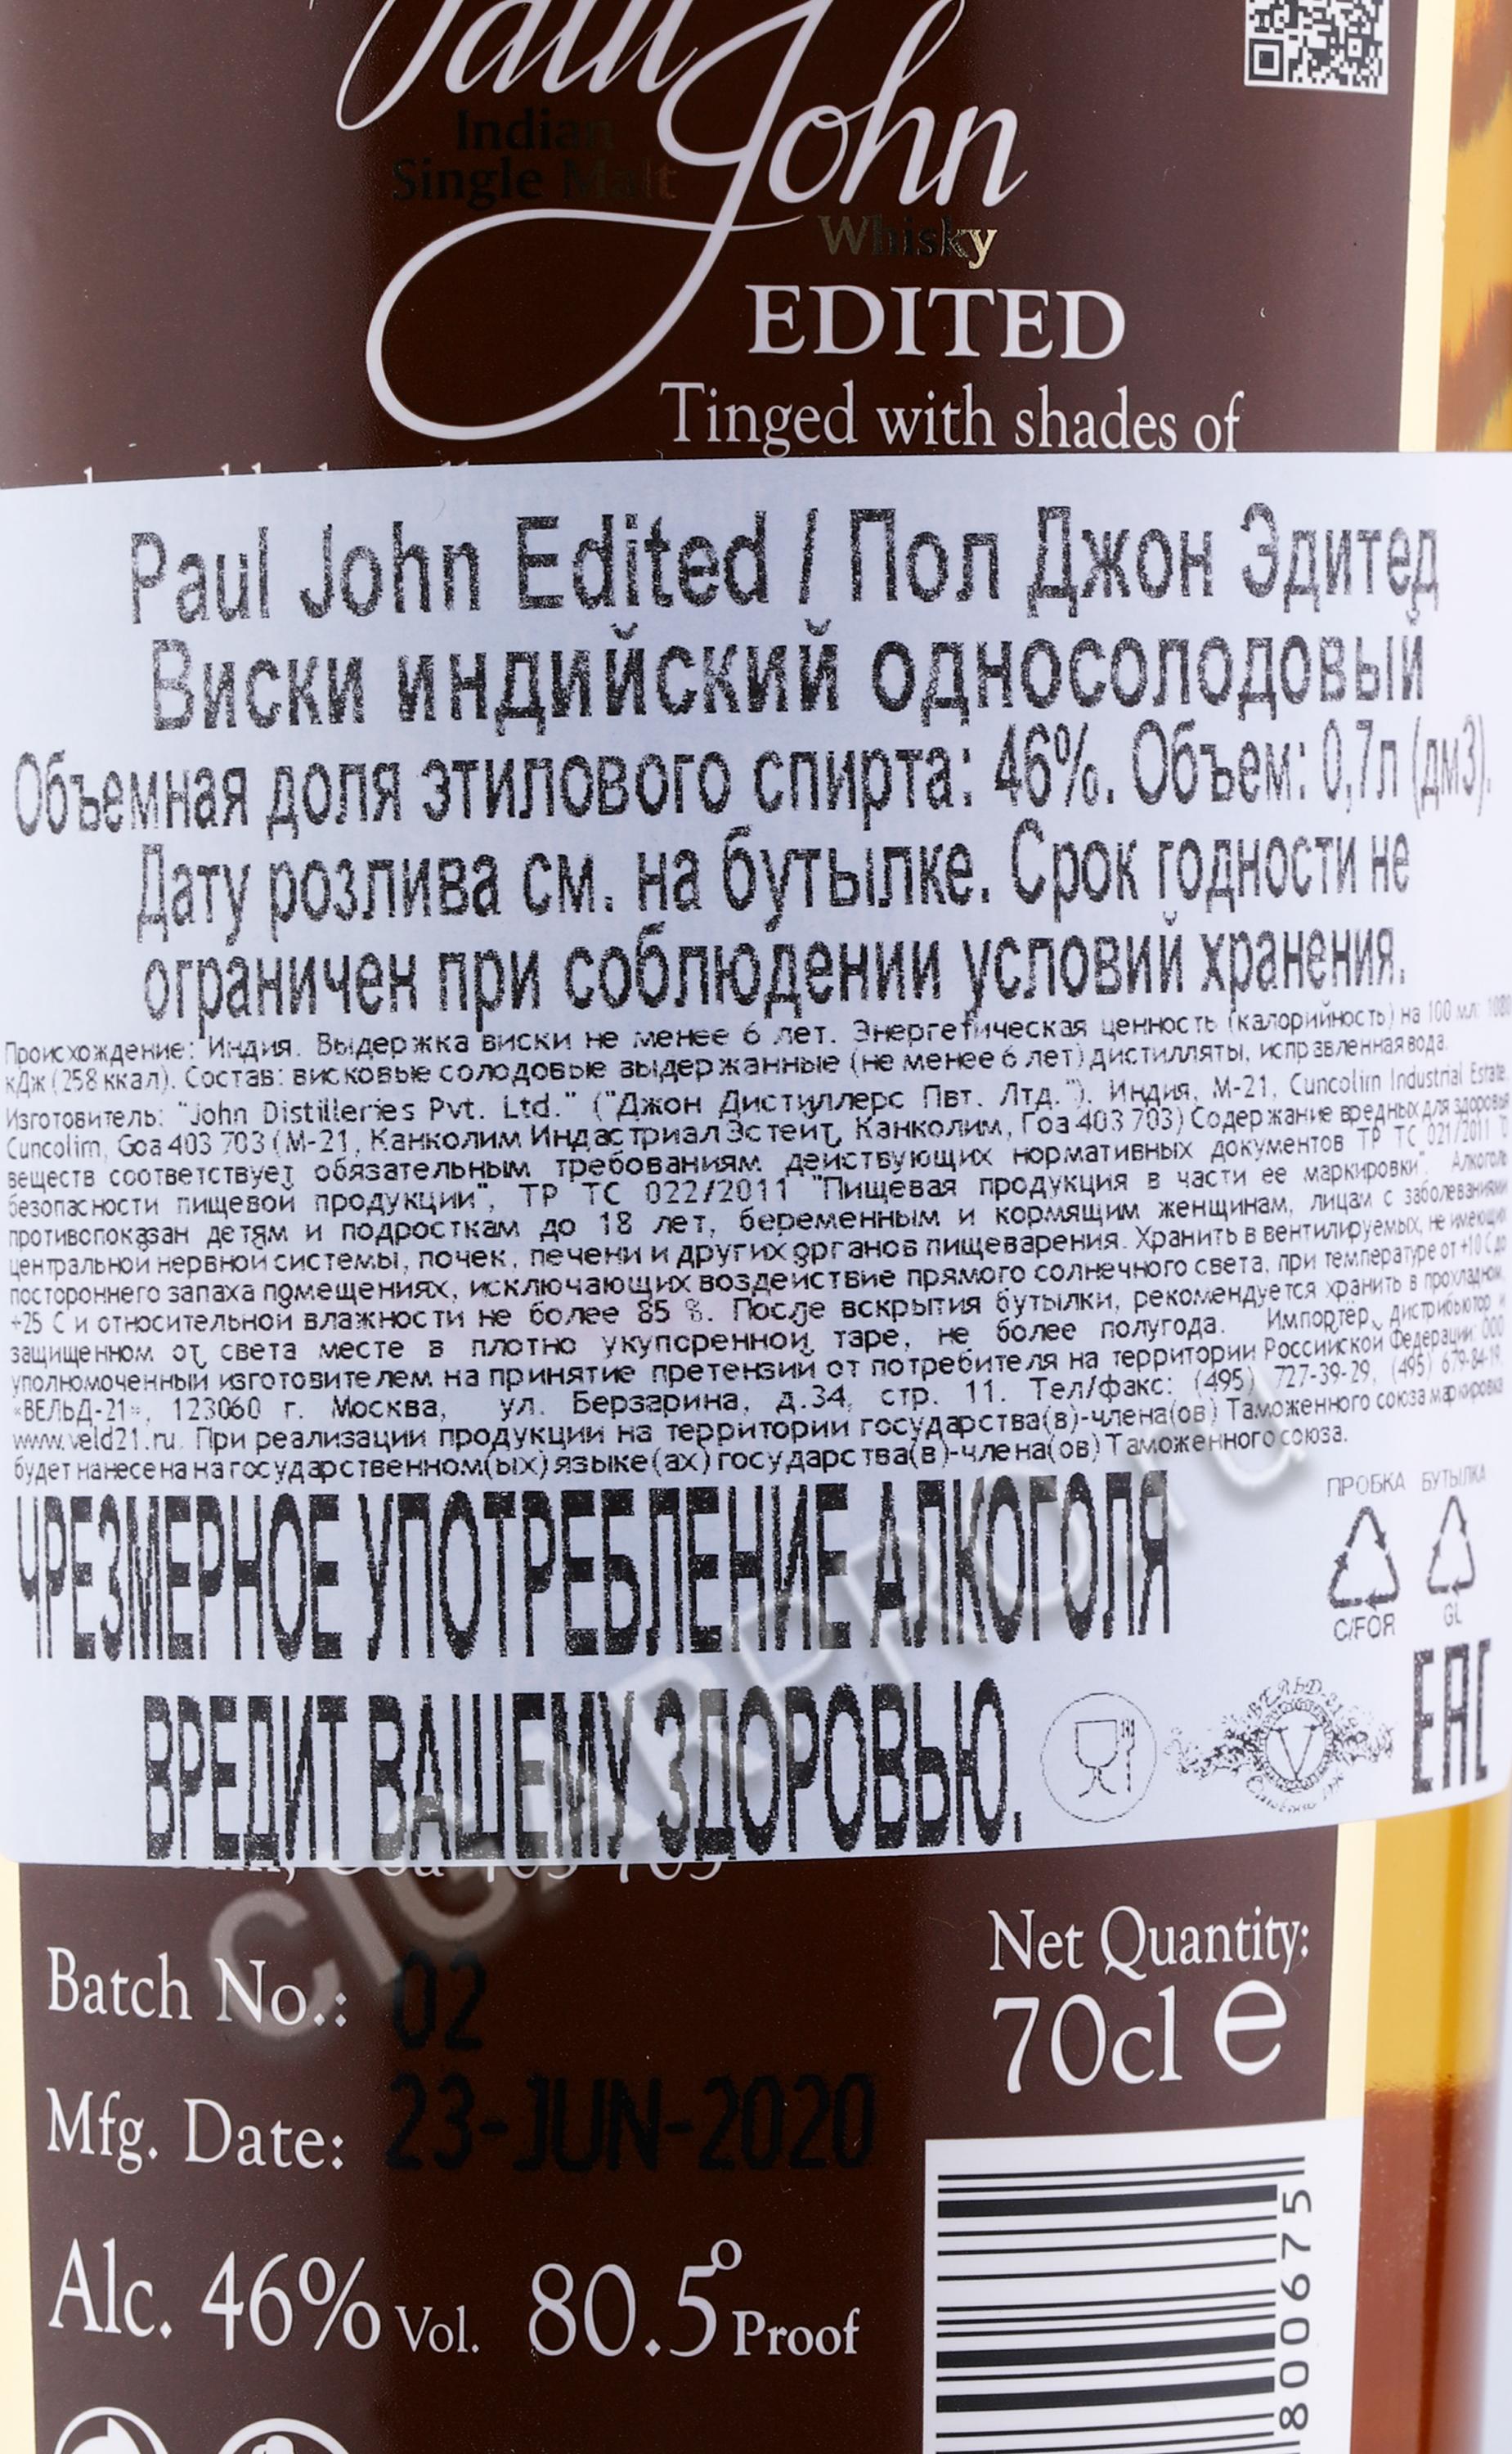 Paul John
Indian
Single Malt
Whisky
EDITED
Tinged with shades of
Paul John Edited / Пол Джон Эдитед
Виски индийский односолодовый
Объемная доля этилового спирта: 46%. Объем: 0,7л (дм3).
Дату розлива см. на бутылке. Срок годности не
ограничен при соблюдении условий хранения.
Происхождение: Индия. Выдержка виски не менее 6 лет. Энергетическая ценность (калорийность) на 100 мл: 1080
кДж (258 ккал). Состав: висковые солодовые выдержанные (не менее 6 лет) дистилляты, исправленная вода.
Изготовитель: "John Distilleries Pvt. Ltd." ("Джон Дистиллерс Пвт. Лтд."). Индия, M-21, Cuncolim Industrial Estate,
Cuncolim, Goa 403 703 (М-21, Канколим Индастриал Эстейт, Канколим, Гоа 403 703) Содержание вредных для здоровья
веществ соответствует обязательным требованиям действующих нормативных документов ТР ТС 021/2011 "О
безопасности пищевой продукции", ТР ТС 022/2011 "Пищевая продукция в части ее маркировки". Алкоголь
противопоказан детям и подросткам до 18 лет, беременным и кормящим женщинам, лицам с заболеваниями
центральной нервной системы, почек, печени и других органов пищеварения. Хранить в вентилируемых, не имеющих
постороннего запаха помещениях, исключающих воздействие прямого солнечного света, при температуре от +10 С до
+25 С и относительной влажности не более 85 %. После вскрытия бутылки, рекомендуется хранить в прохладном,
защищенном от света месте в плотно укупоренной таре, не более полугода. Импортёр, дистрибьютор и
уполномоченный изготовителем на принятие претензий от потребителя на территории Российской Федерации: ООО
«ВЕЛЬД-21», 123060 г. Москва, ул. Берзарина, д.34, стр. 11. Тел/факс: (495) 727-39-29, (495) 679-84-19,
www.veld21.ru. При реализации продукции на территории государства(в)-члена(ов) Таможенного союза маркировка
будет нанесена на государственном(ых) языке(ах) государства(в)-члена(ов) Таможенного союза.
ЧРЕЗМЕРНОЕ УПОТРЕБЛЕНИЕ АЛКОГОЛЯ
ВРЕДИТ ВАШЕМУ ЗДОРОВЬЮ.
ПРОБКА БУТЫЛКА
C/FOR GL
ВЕЛЬД-21
EAC
CIGARPRO.ru
Batch No.: 02
Mfg. Date: 23-JUN-2020
Alc. 46% Vol. 80.5° Proof
Net Quantity:
70cl e
800675